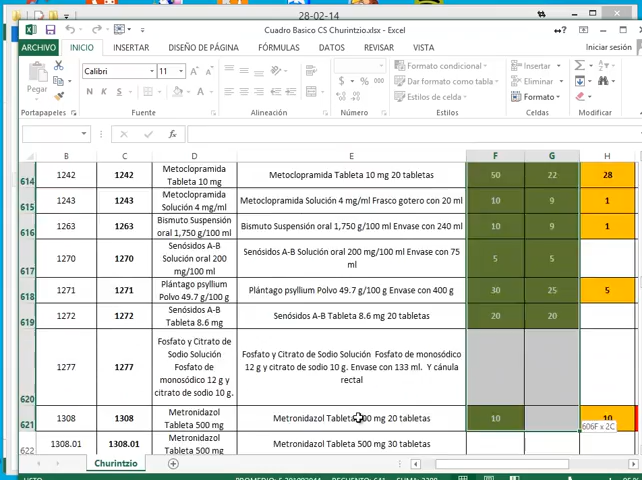 28-02-14
Cuadro Basico CS Churintzio.xlsx - Excel
ARCHIVO INICIO INSERTAR DISEÑO DE PÁGINA FÓRMULAS DATOS REVISAR VISTA Iniciar sesión
Pegar
Calibri 11
N K S
$ % 000
Formato condicional
Dar formato como tabla
Estilos de celda
Insertar
Eliminar
Formato
Portapapeles Fuente Alineación Número Estilos Celdas Modificar
fx
B C D E F G H
614 1242 1242 Metoclopramida Tableta 10 mg Metoclopramida Tableta 10 mg 20 tabletas 50 22 28
615 1243 1243 Metoclopramida Solución 4 mg/ml Metoclopramida Solución 4 mg/ml Frasco gotero con 20 ml 10 9 1
616 1263 1263 Bismuto Suspensión oral 1,750 g/100 ml Bismuto Suspensión oral 1,750 g/100 ml Envase con 240 ml 10 9 1
617 1270 1270 Senósidos A-B Solución oral 200 mg/100 ml Senósidos A-B Solución oral 200 mg/100 ml Envase con 75 ml 5 5
618 1271 1271 Plántago psyllium Polvo 49.7 g/100 g Plántago psyllium Polvo 49.7 g/100 g Envase con 400 g 30 25 5
619 1272 1272 Senósidos A-B Tableta 8.6 mg Senósidos A-B Tableta 8.6 mg 20 tabletas 20 20
620 1277 1277 Fosfato y Citrato de Sodio Solución Fosfato de monosódico 12 g y citrato de sodio 10 g. Fosfato y Citrato de Sodio Solución Fosfato de monosódico 12 g y citrato de sodio 10 g. Envase con 133 ml. Y cánula rectal
621 1308 1308 Metronidazol Tableta 500 mg Metronidazol Tableta 500 mg 20 tabletas 10 10
606F x 2C
622 1308.01 1308.01 Metronidazol Tableta 500 mg Metronidazol Tableta 500 mg 30 tabletas
Churintzio